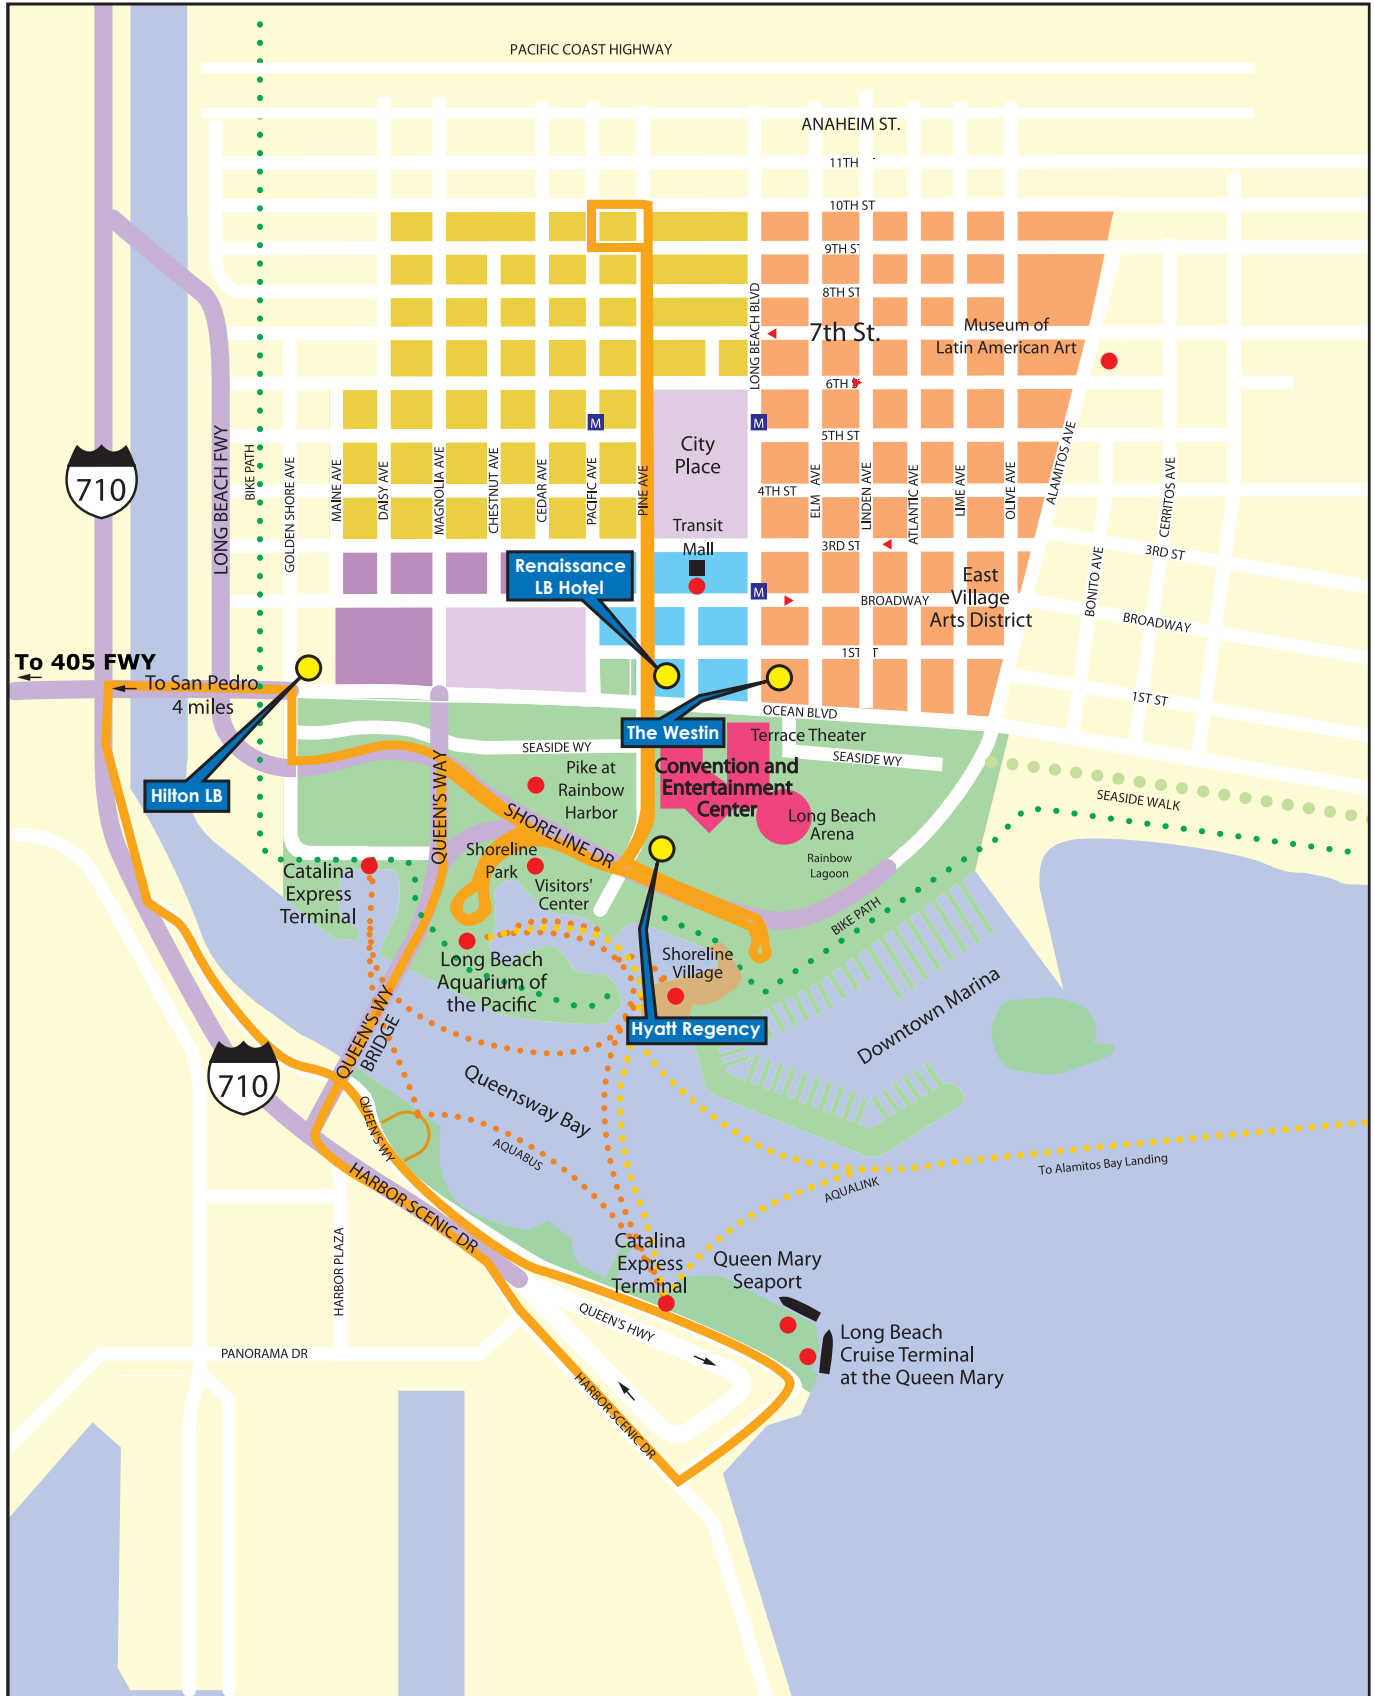 PACIFIC COAST HIGHWAY
ANAHEIM ST.
11TH
10TH ST
9TH ST
8TH ST
7th St.
6TH S
5TH ST
4TH ST
3RD ST
BROADWAY
1ST ST
LONG BEACH BLVD
Museum of
Latin American Art
LONG BEACH FWY
BIKE PATH
GOLDEN SHORE AVE
MAINE AVE
DAISY AVE
MAGNOLIA AVE
CHESTNUT AVE
CEDAR AVE
PACIFIC AVE
PINE AVE
ELM AVE
LINDEN AVE
ATLANTIC AVE
LIME AVE
OLIVE AVE
ALAMITOS AVE
BONITO AVE
CERRITOS AVE
3RD ST
BROADWAY
1ST ST
M
M
M
City
Place
Transit
Mall
710
Renaissance
LB Hotel
East
Village
Arts District
To 405 FWY
To San Pedro
4 miles
Hilton LB
The Westin
OCEAN BLVD
Terrace Theater
SEASIDE WY
SEASIDE WY
Convention and
Entertainment
Center
Long Beach
Arena
Rainbow
Lagoon
SEASIDE WALK
Pike at
Rainbow
Harbor
QUEEN'S WAY
SHORELINE DR
Shoreline
Park
Visitors'
Center
Catalina
Express
Terminal
BIKE PATH
Long Beach
Aquarium of
the Pacific
Shoreline
Village
Hyatt Regency
Downtown Marina
QUEEN'S WY
BRIDGE
710
Queensway Bay
QUEEN'S WY
AQUABUS
AQUALINK
To Alamitos Bay Landing
HARBOR SCENIC DR
HARBOR PLAZA
Catalina
Express
Terminal
Queen Mary
Seaport
QUEEN'S HWY
Long Beach
Cruise Terminal
at the Queen Mary
PANORAMA DR
HARBOR SCENIC DR